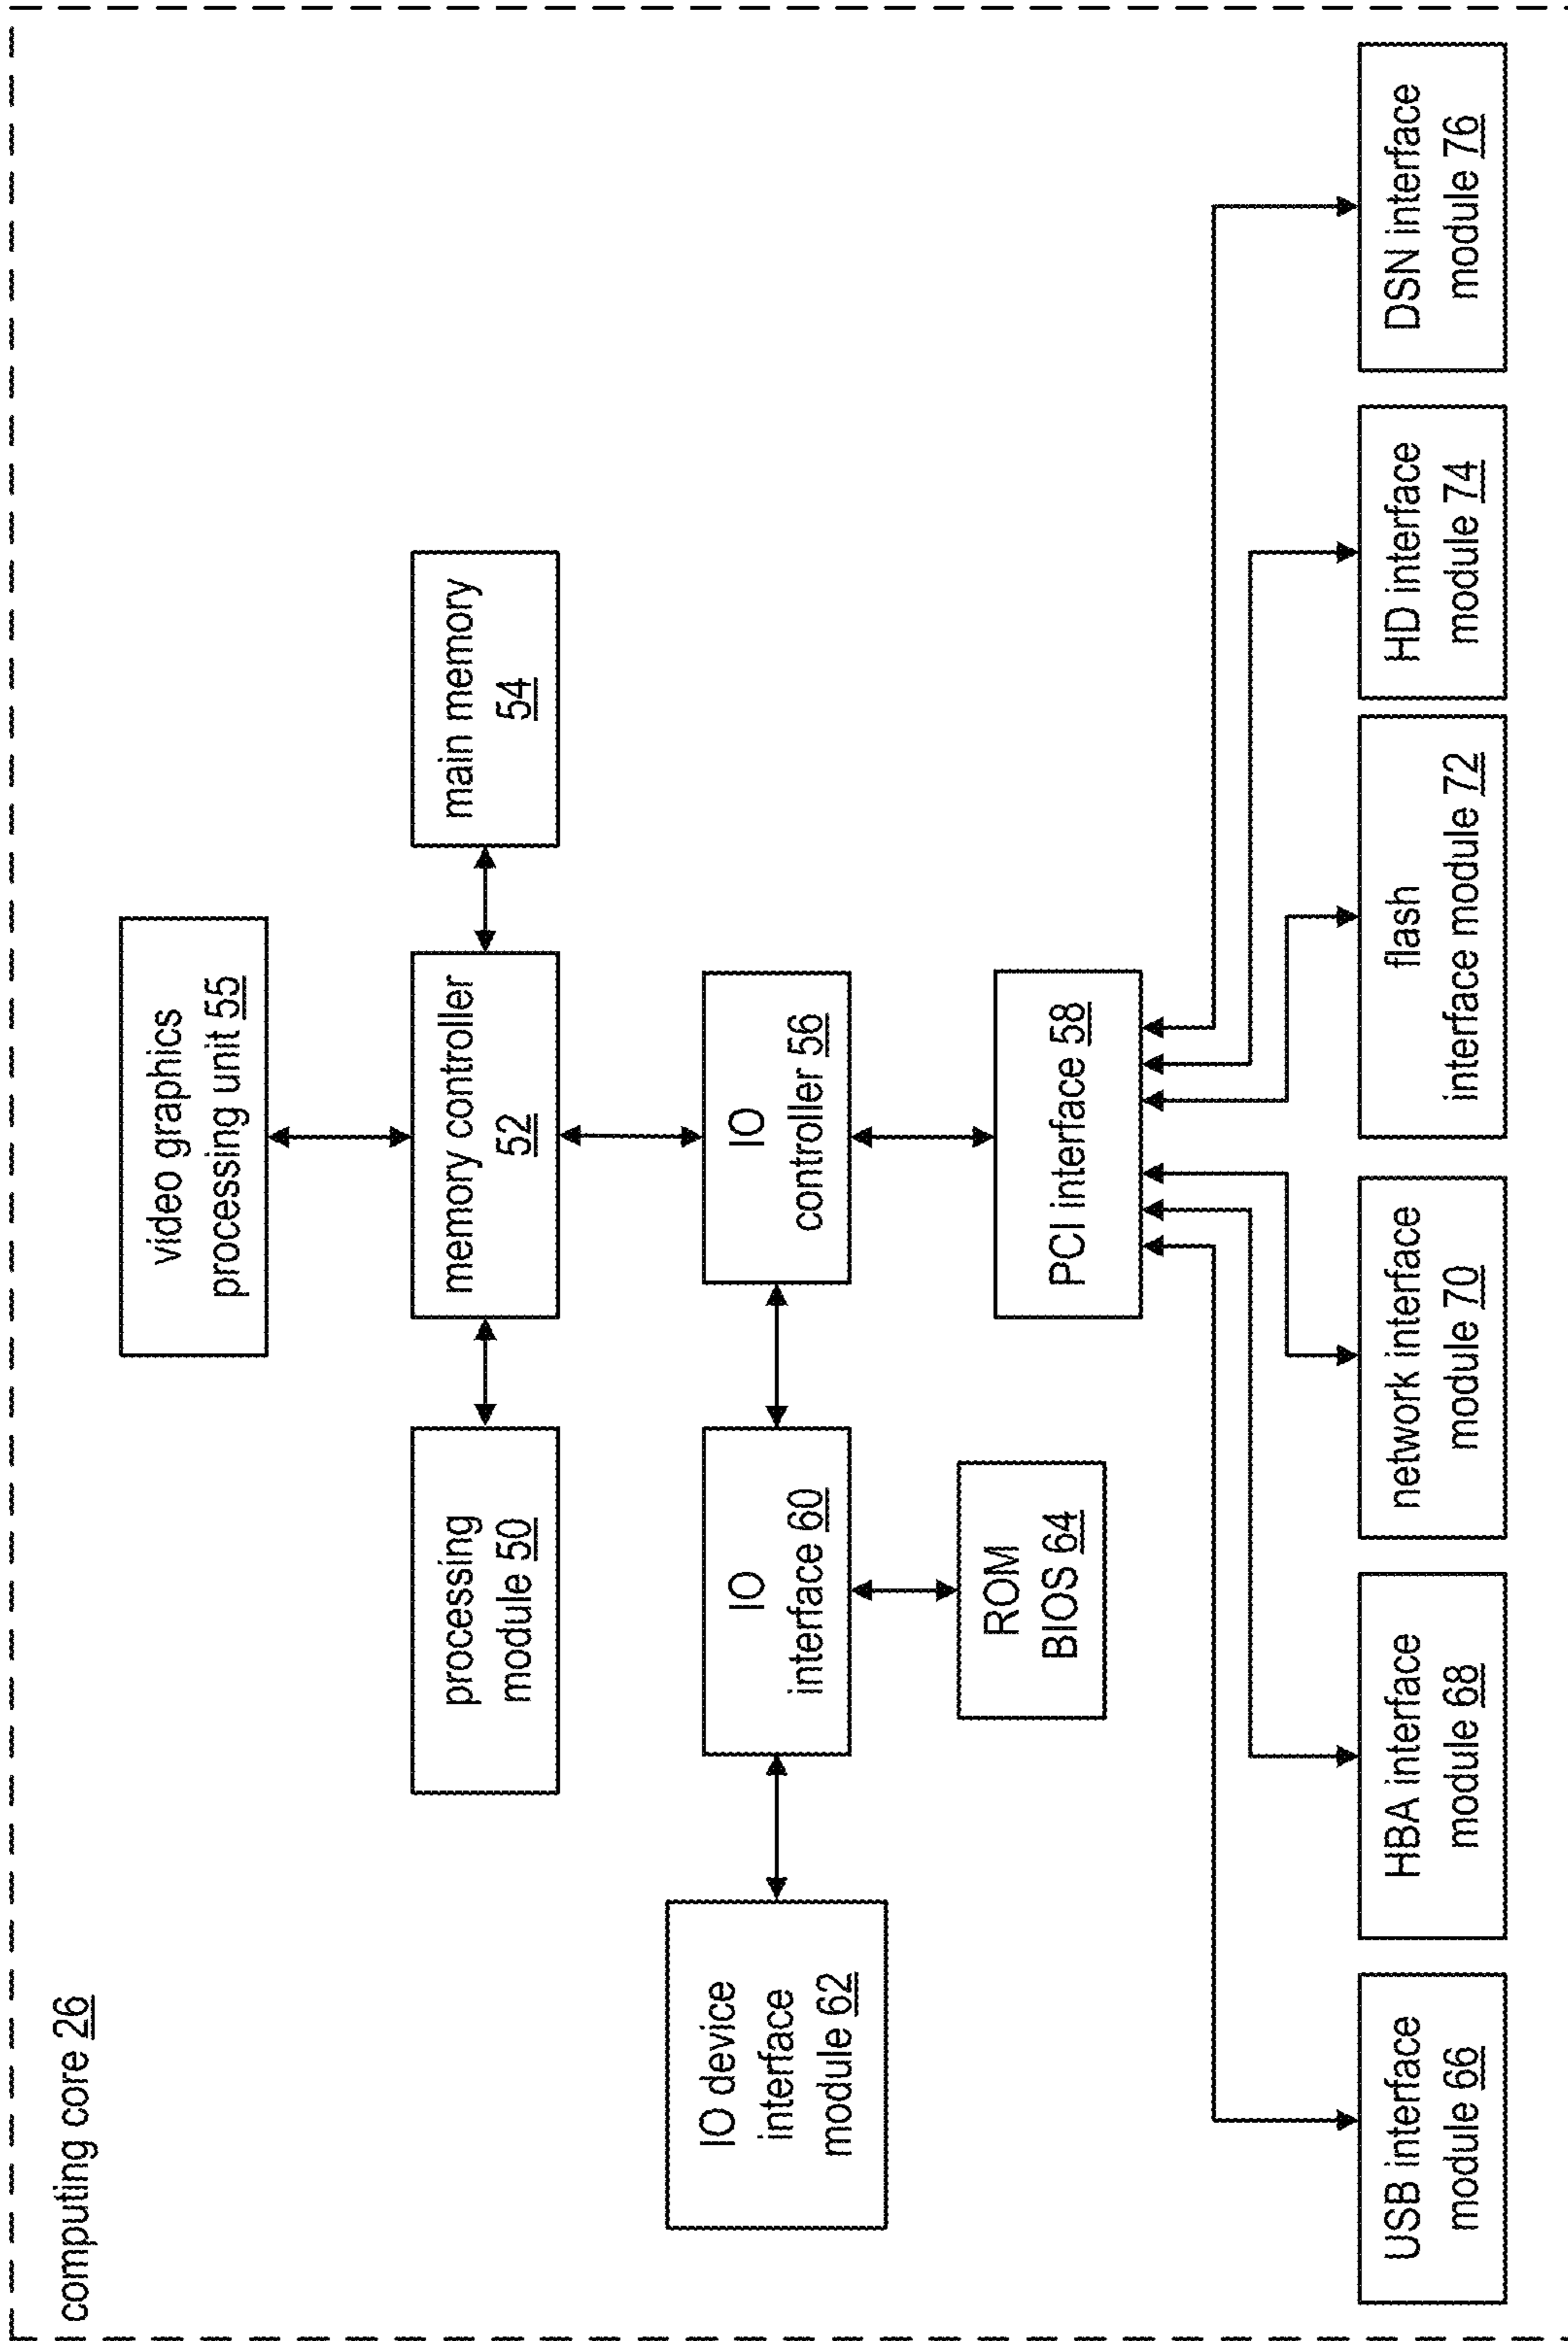 computing core 26
video graphics
processing unit 55
processing
module 50
memory controller
52
main memory
54
IO device
interface
module 62
IO
interface 60
IO
controller 56
ROM
BIOS 64
PCI interface 58
USB interface
module 66
HBA interface
module 68
network interface
module 70
flash
interface module 72
HD interface
module 74
DSN interface
module 76